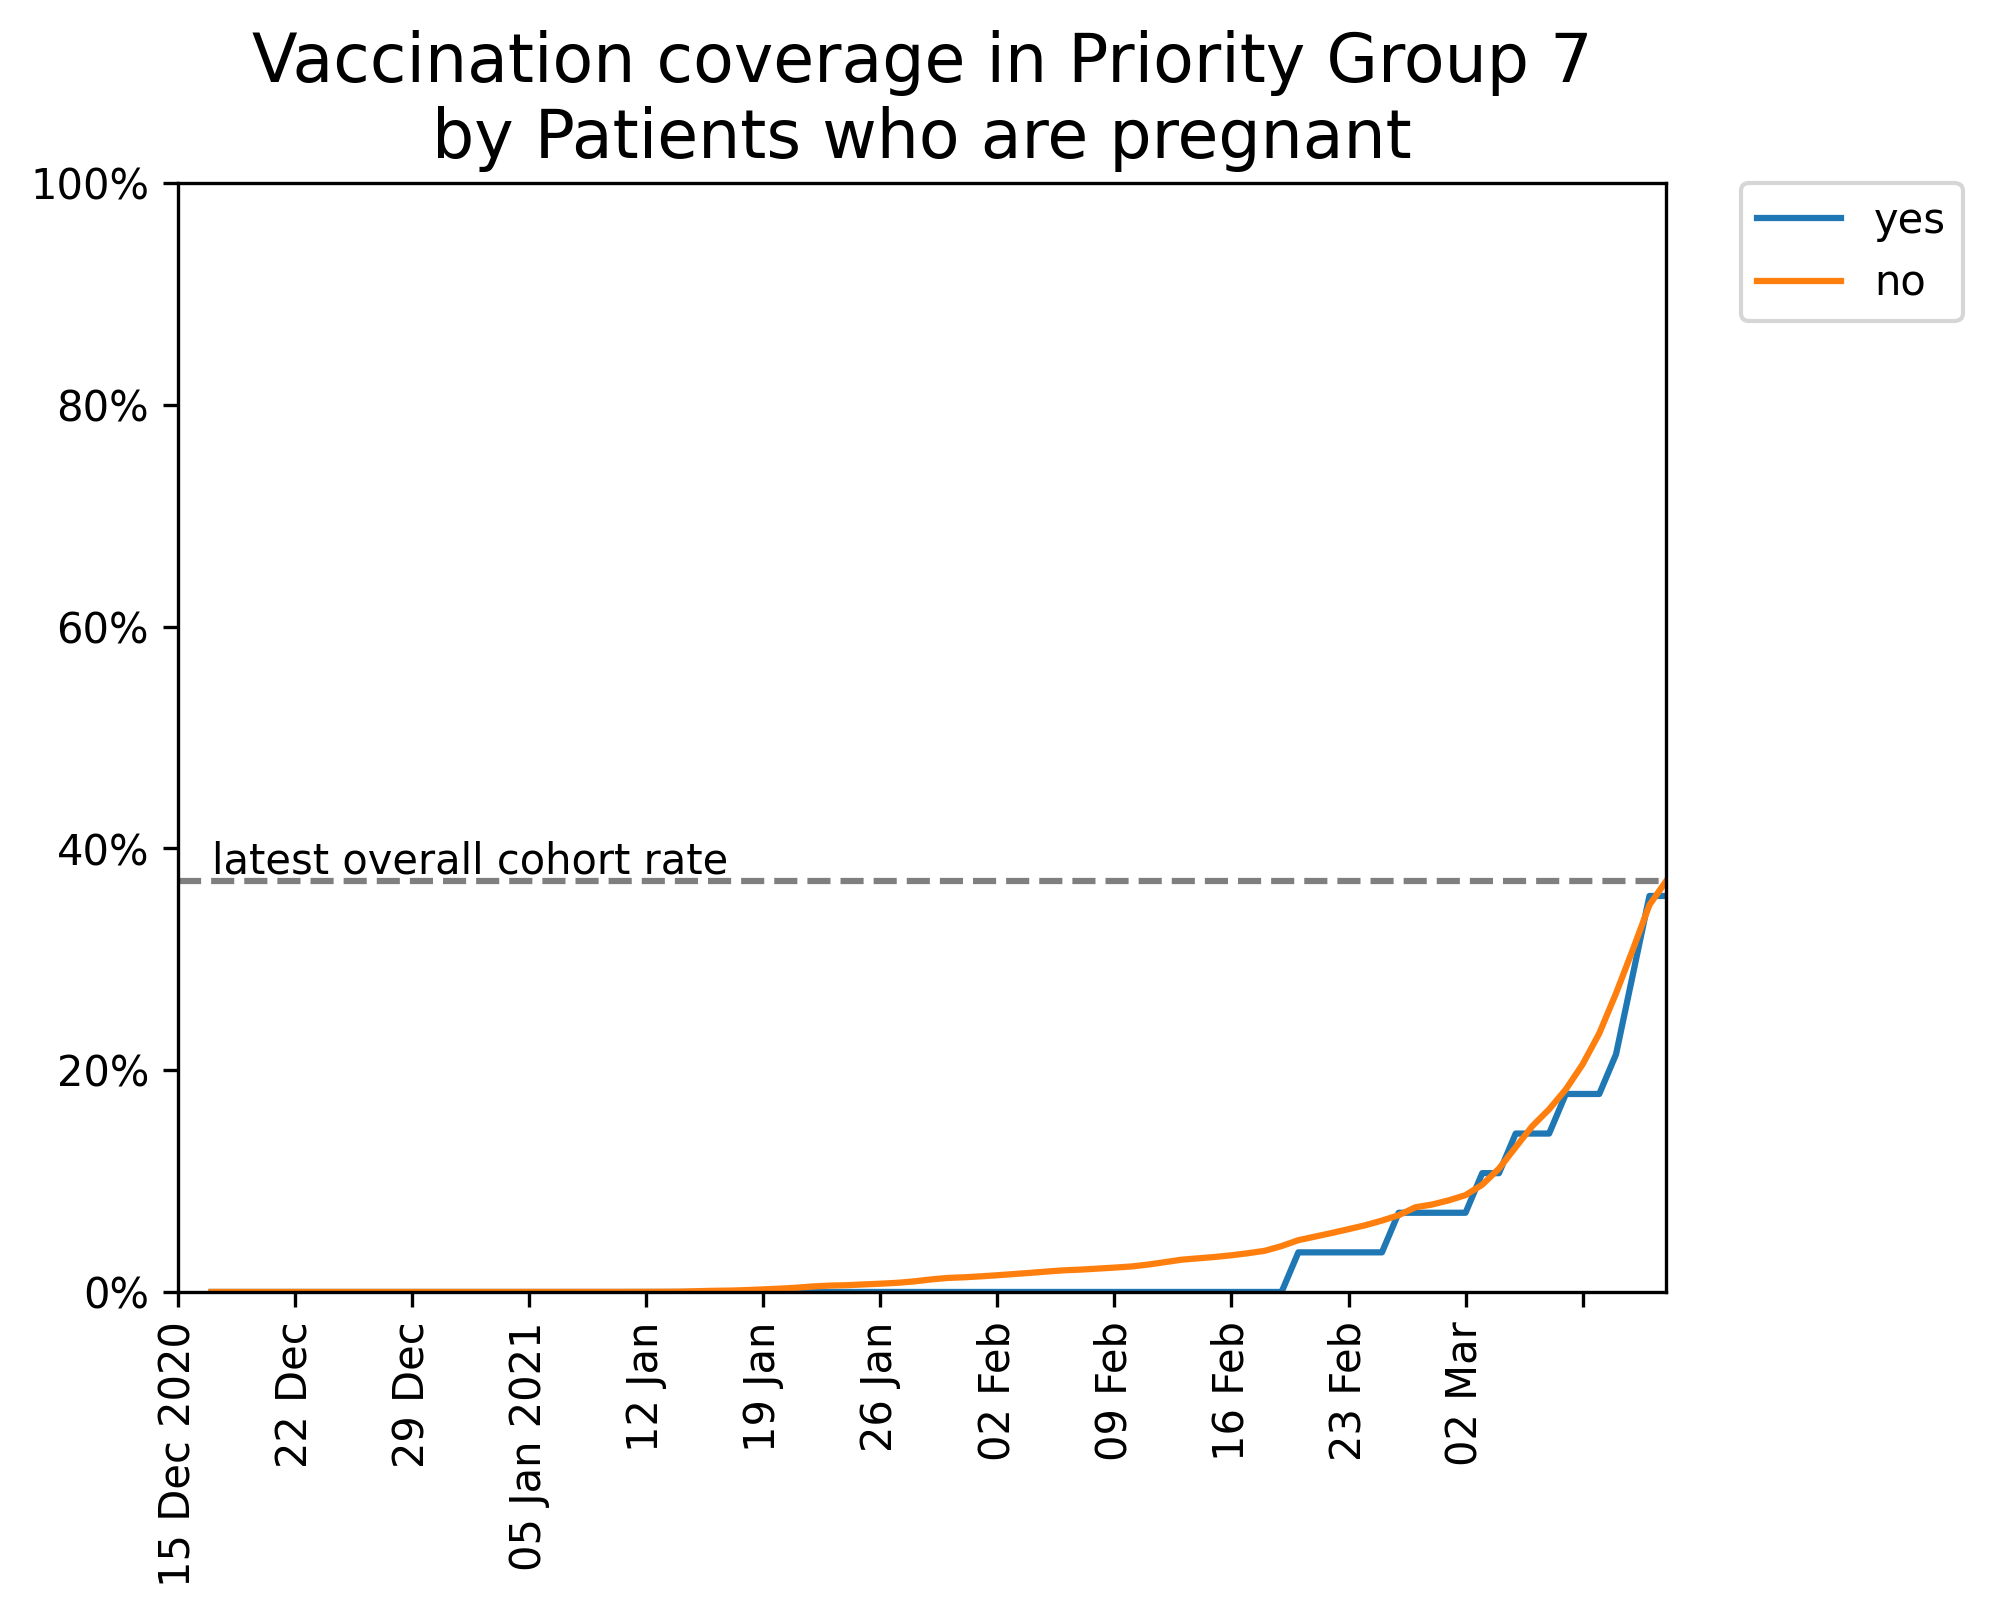 Vaccination coverage in Priority Group 7
by Patients who are pregnant
100%
80%
60%
40%
20%
0%
latest overall cohort rate
yes
no
15 Dec 2020
22 Dec
29 Dec
05 Jan 2021
12 Jan
19 Jan
26 Jan
02 Feb
09 Feb
16 Feb
23 Feb
02 Mar